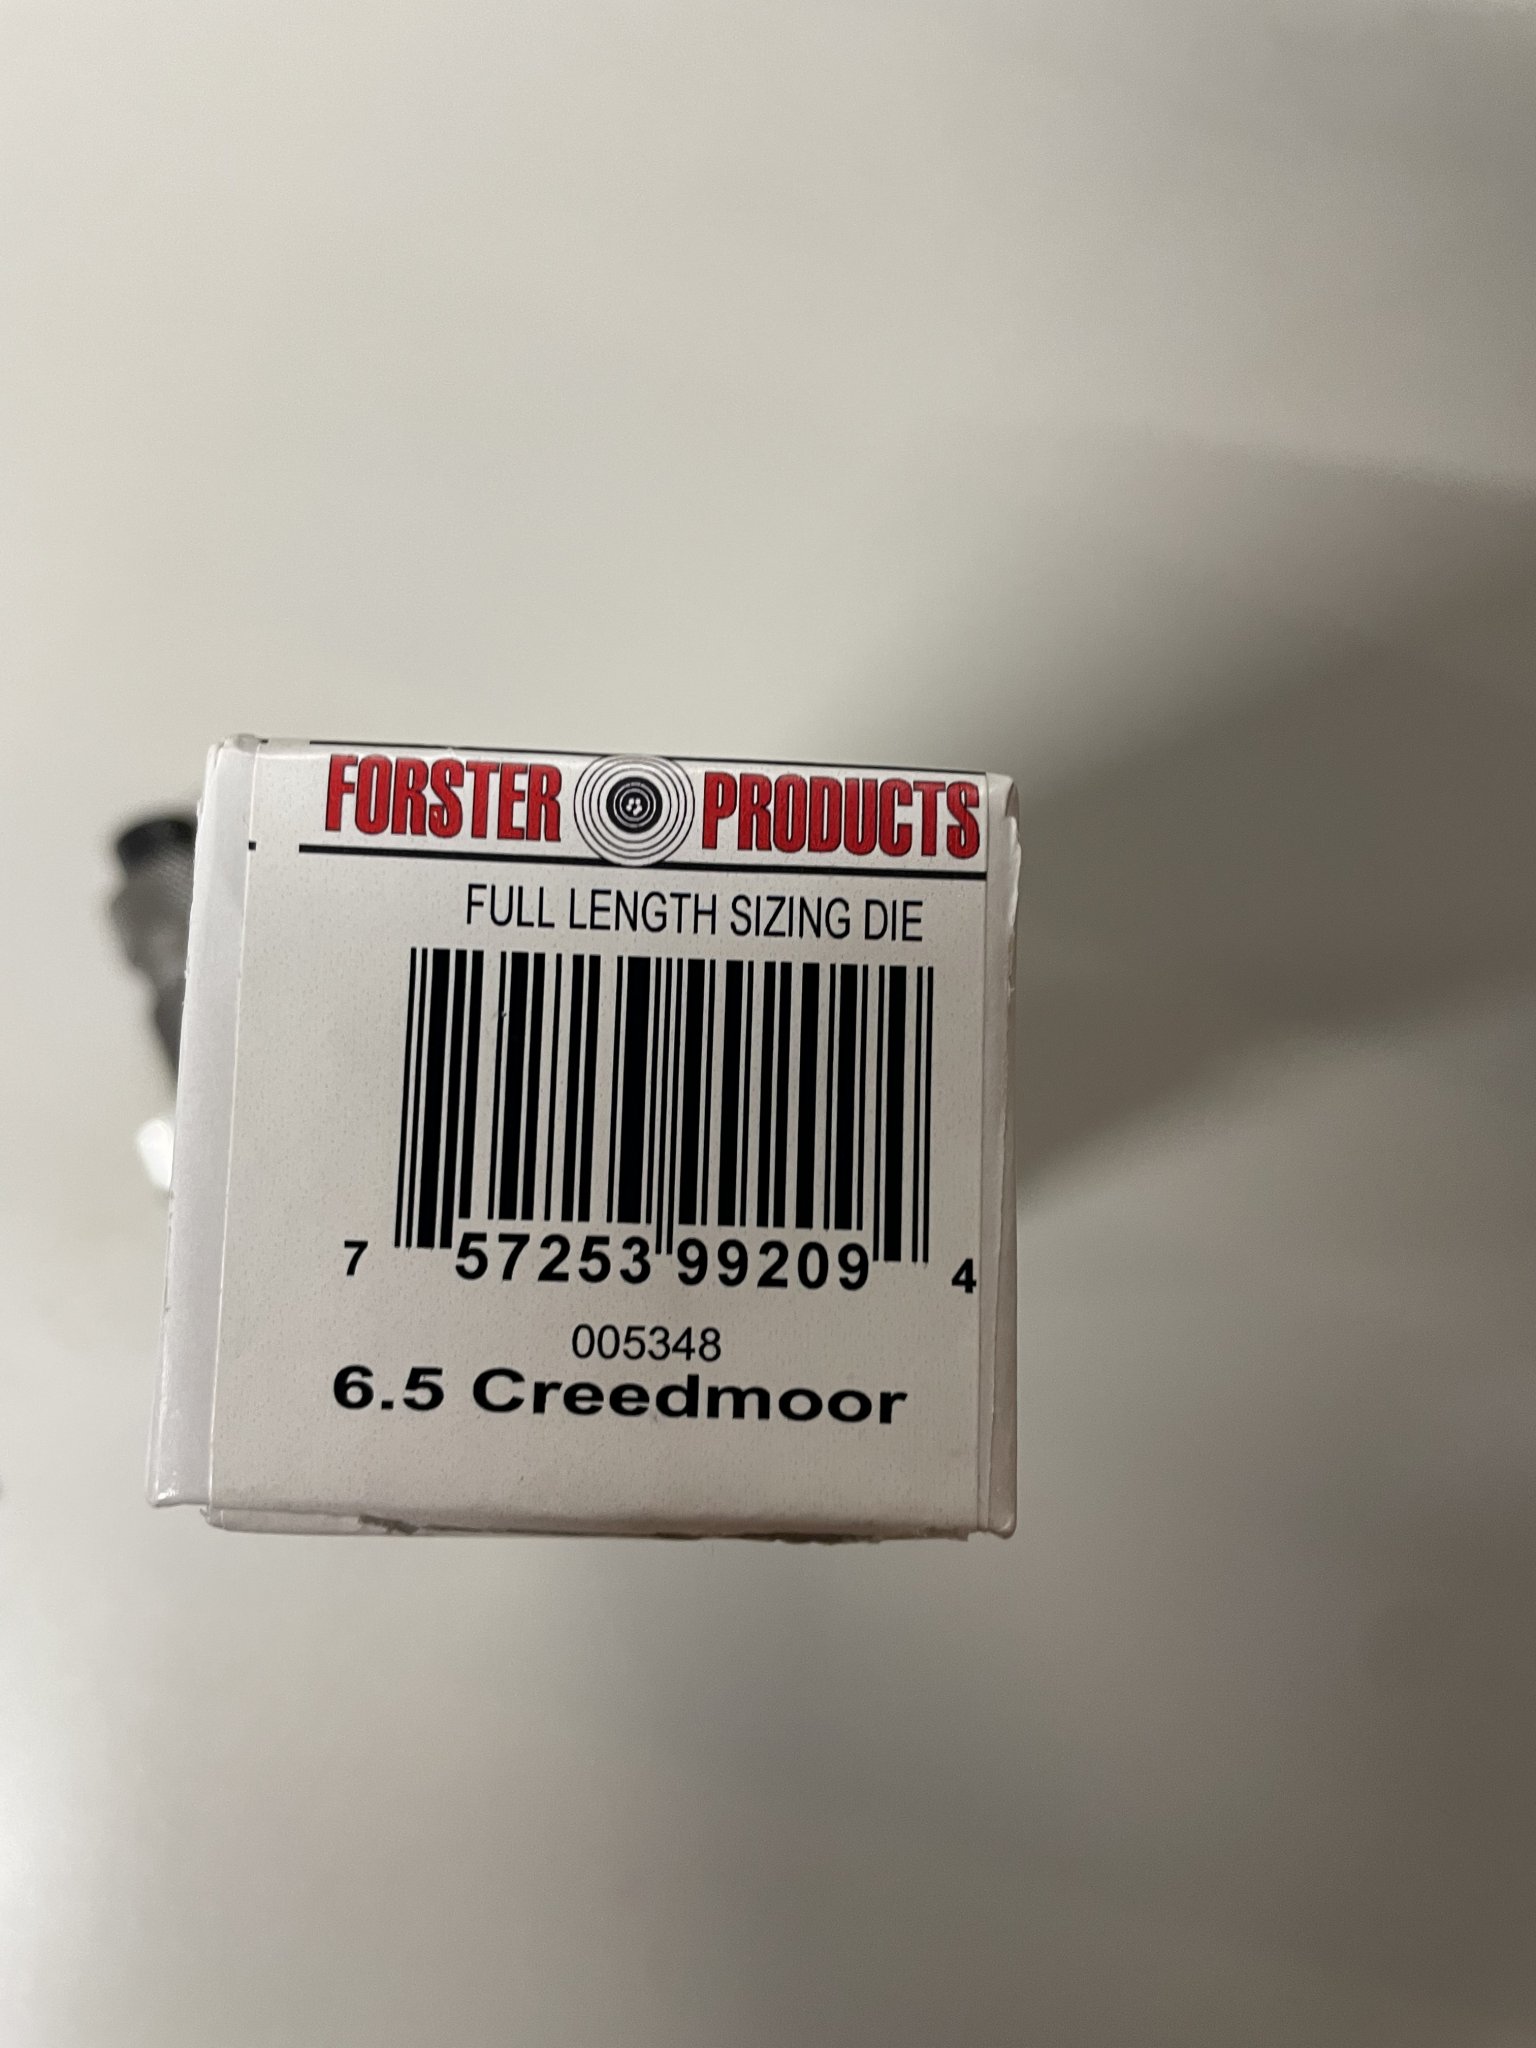 FORSTER PRODUCTS
FULL LENGTH SIZING DIE
7 57253 99209 4
005348
6.5 Creedmoor